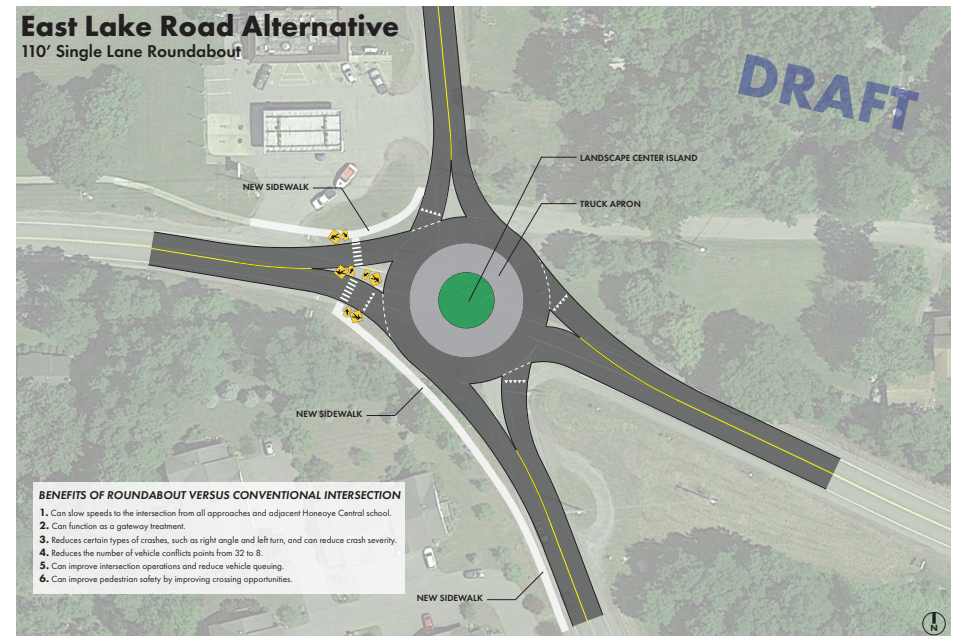 East Lake Road Alternative
110' Single Lane Roundabout
DRAFT
LANDSCAPE CENTER ISLAND
NEW SIDEWALK
TRUCK APRON
NEW SIDEWALK
BENEFITS OF ROUNDABOUT VERSUS CONVENTIONAL INTERSECTION
1. Can slow speeds to the intersection from all approaches and adjacent Honeoye Central school.
2. Can function as a gateway treatment.
3. Reduces certain types of crashes, such as right angle and left turn, and can reduce crash severity.
4. Reduces the number of vehicle conflicts points from 32 to 8.
5. Can improve intersection operations and reduce vehicle queuing.
6. Can improve pedestrian safety by improving crossing opportunities.
NEW SIDEWALK
N